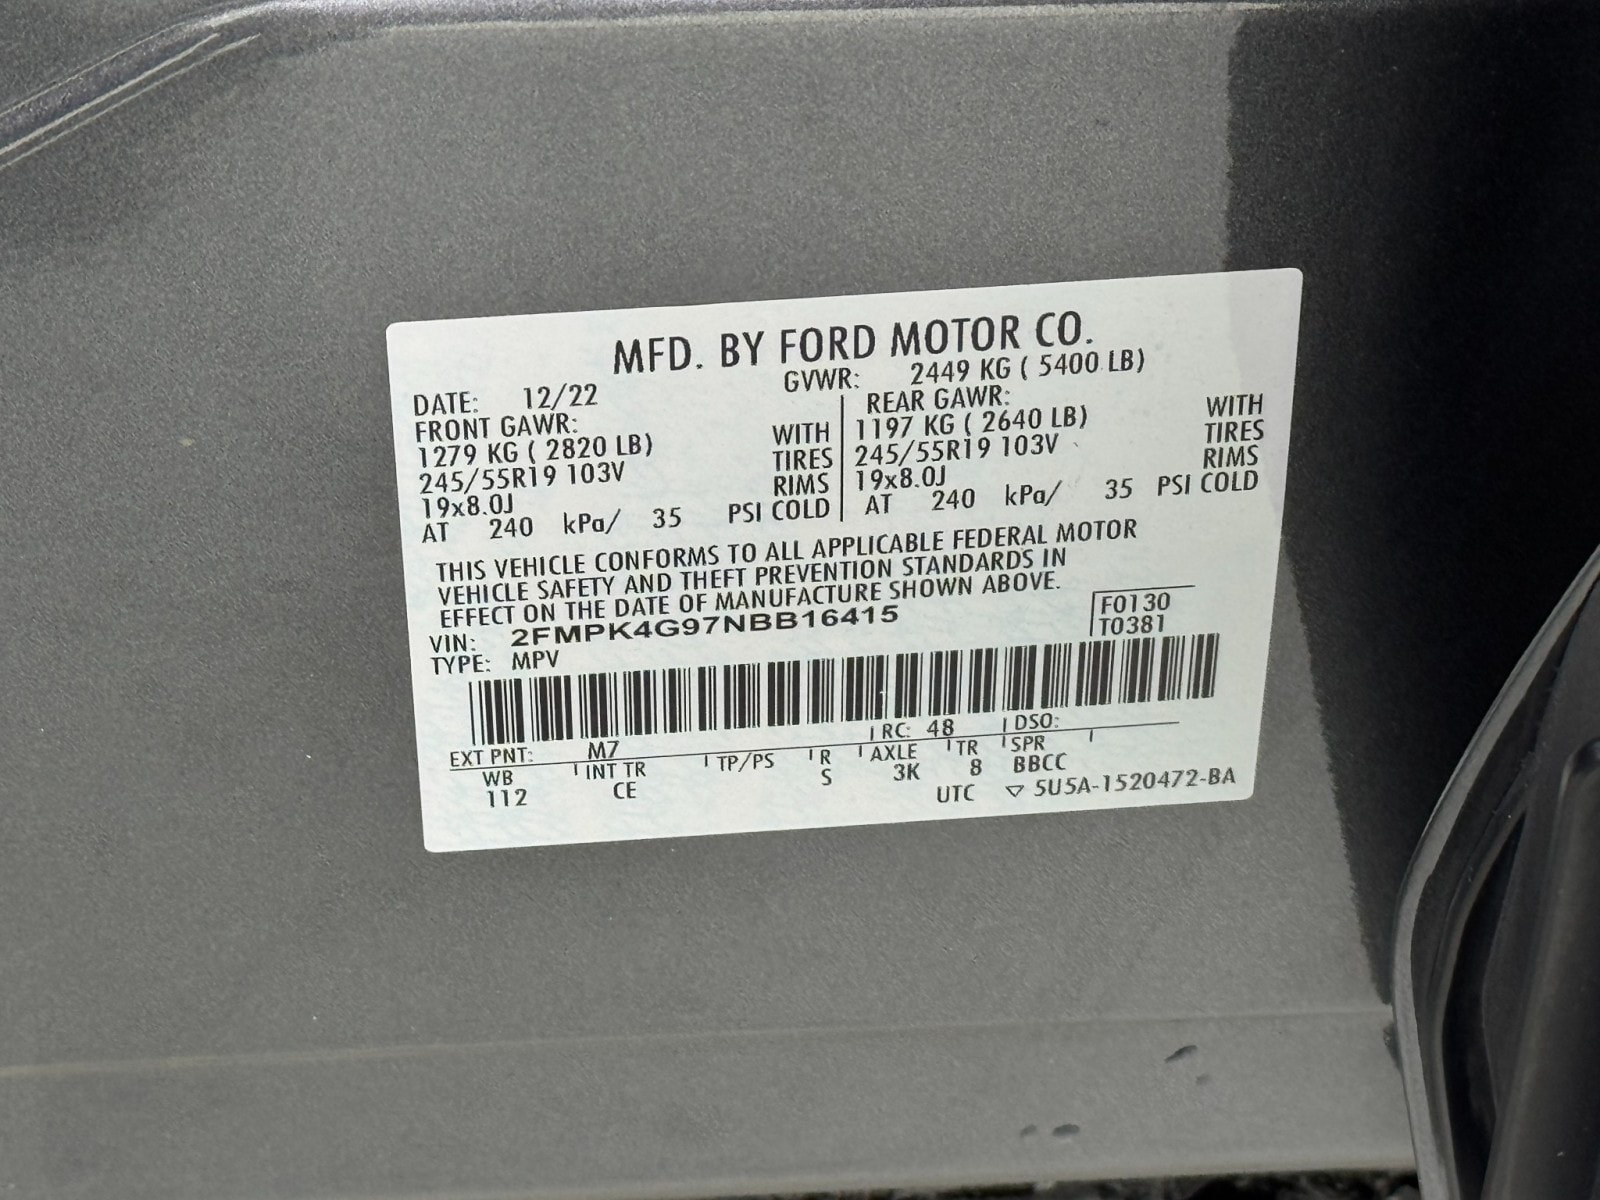 MFD. BY FORD MOTOR CO.
DATE: 12/22 GVWR: 2449 KG ( 5400 LB)
FRONT GAWR: REAR GAWR:
1279 KG ( 2820 LB) WITH 1197 KG ( 2640 LB) WITH
245/55R19 103V TIRES 245/55R19 103V TIRES
19x8.0J RIMS 19x8.0J RIMS
AT 240 kPa/ 35 PSI COLD AT 240 kPa/ 35 PSI COLD
THIS VEHICLE CONFORMS TO ALL APPLICABLE FEDERAL MOTOR
VEHICLE SAFETY AND THEFT PREVENTION STANDARDS IN
EFFECT ON THE DATE OF MANUFACTURE SHOWN ABOVE.
VIN: 2FMPK4G97NBB16415 F0130
TYPE: MPV T0381
EXT PNT: M7 RC: 48 DSO:
WB INT TR TP/PS R AXLE TR SPR
112 CE S 3K 8 BBCC
UTC ▽ 5U5A-1520472-BA